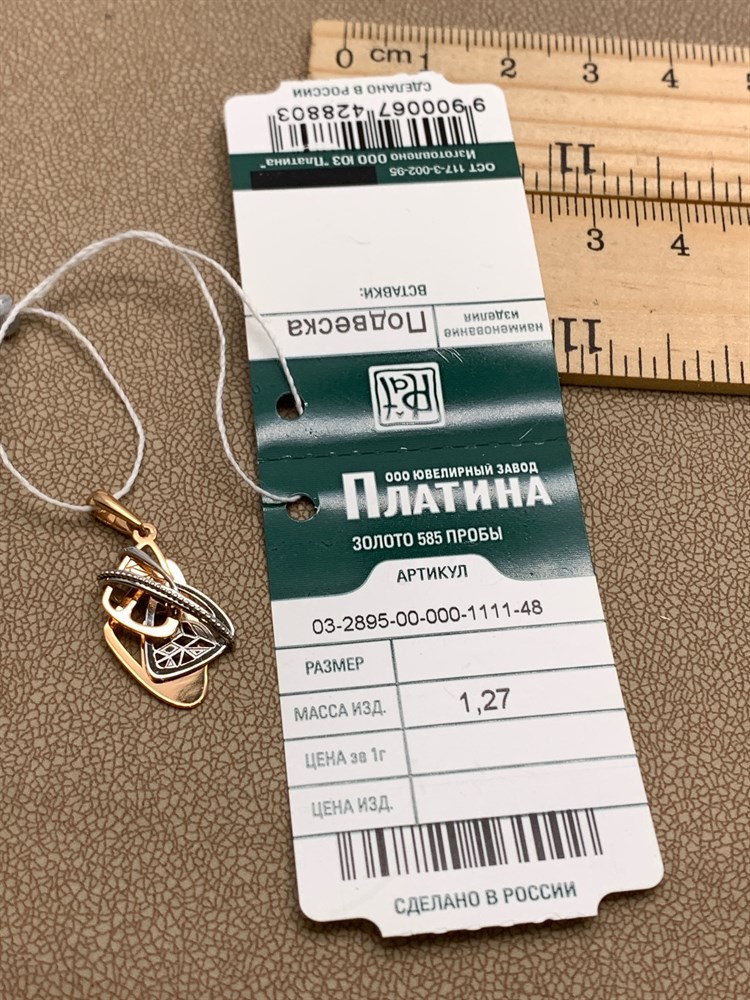 0 cm 1 2 3 4
11
3 4
11
СДЕЛАНО В РОССИИ
9 900067 428803
Изготовлено ООО ЮЗ "Платина"
ОСТ 117-3-002-95
ВСТАВКИ:
наименование изделия
Подвеска
ООО ЮВЕЛИРНЫЙ ЗАВОД
ПЛАТИНА
ЗОЛОТО 585 ПРОБЫ
АРТИКУЛ
03-2895-00-000-1111-48
РАЗМЕР
МАССА ИЗД. 1,27
ЦЕНА за 1г
ЦЕНА ИЗД.
СДЕЛАНО В РОССИИ